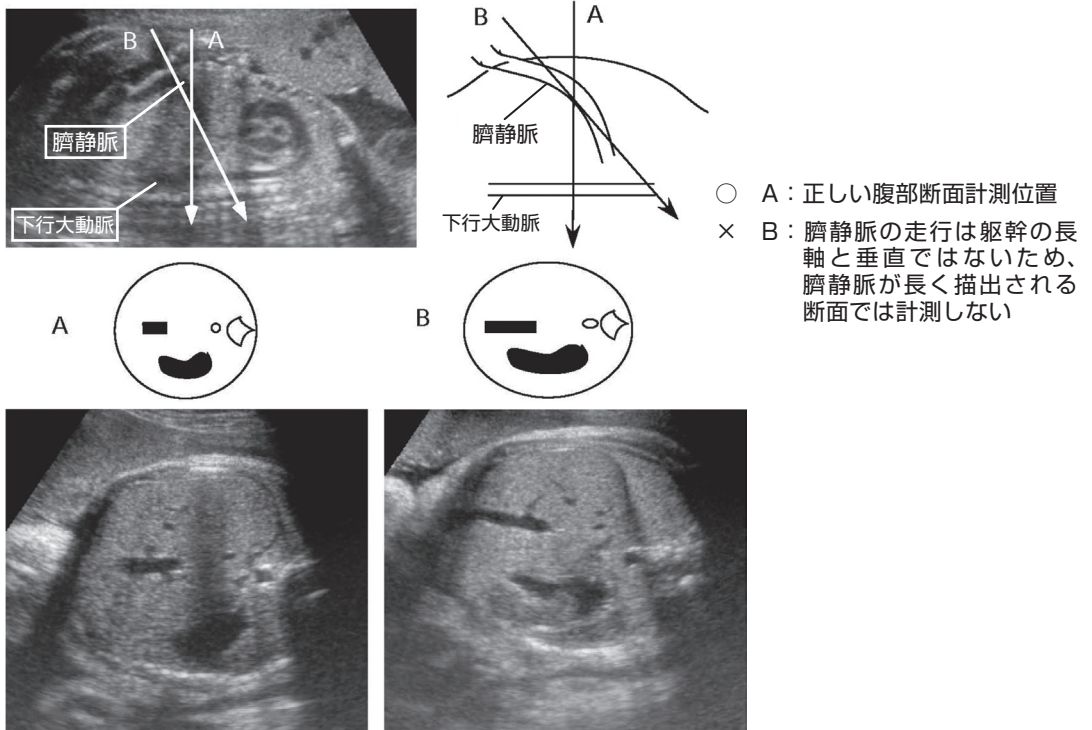 B A
臍静脈
下行大動脈
B A
臍静脈
下行大動脈
○ A：正しい腹部断面計測位置
× B：臍静脈の走行は躯幹の長
軸と垂直ではないため、
臍静脈が長く描出される
断面では計測しない
A
B